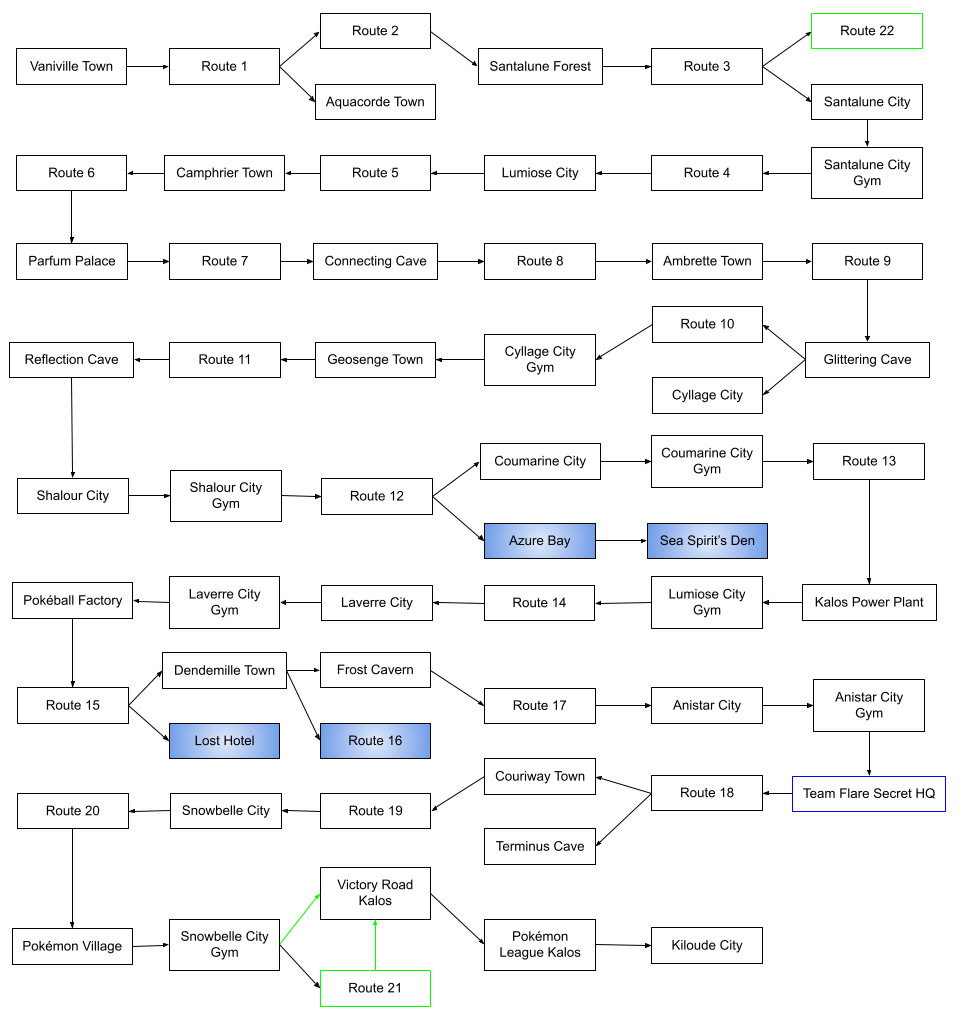 Route 2
Route 22
Vaniville Town
Route 1
Santalune Forest
Route 3
Aquacorde Town
Santalune City
Route 6
Camphrier Town
Route 5
Lumiose City
Route 4
Santalune City
Gym
Parfum Palace
Route 7
Connecting Cave
Route 8
Ambrette Town
Route 9
Route 10
Reflection Cave
Route 11
Geosenge Town
Cyllage City
Gym
Glittering Cave
Cyllage City
Coumarine City
Coumarine City
Gym
Route 13
Shalour City
Shalour City
Gym
Route 12
Azure Bay
Sea Spirit's Den
Pokéball Factory
Laverre City
Gym
Laverre City
Route 14
Lumiose City
Gym
Kalos Power Plant
Dendemille Town
Frost Cavern
Route 15
Route 17
Anistar City
Anistar City
Gym
Lost Hotel
Route 16
Couriway Town
Route 20
Snowbelle City
Route 19
Route 18
Team Flare Secret HQ
Terminus Cave
Victory Road
Kalos
Pokémon Village
Snowbelle City
Gym
Pokémon
League Kalos
Kiloude City
Route 21